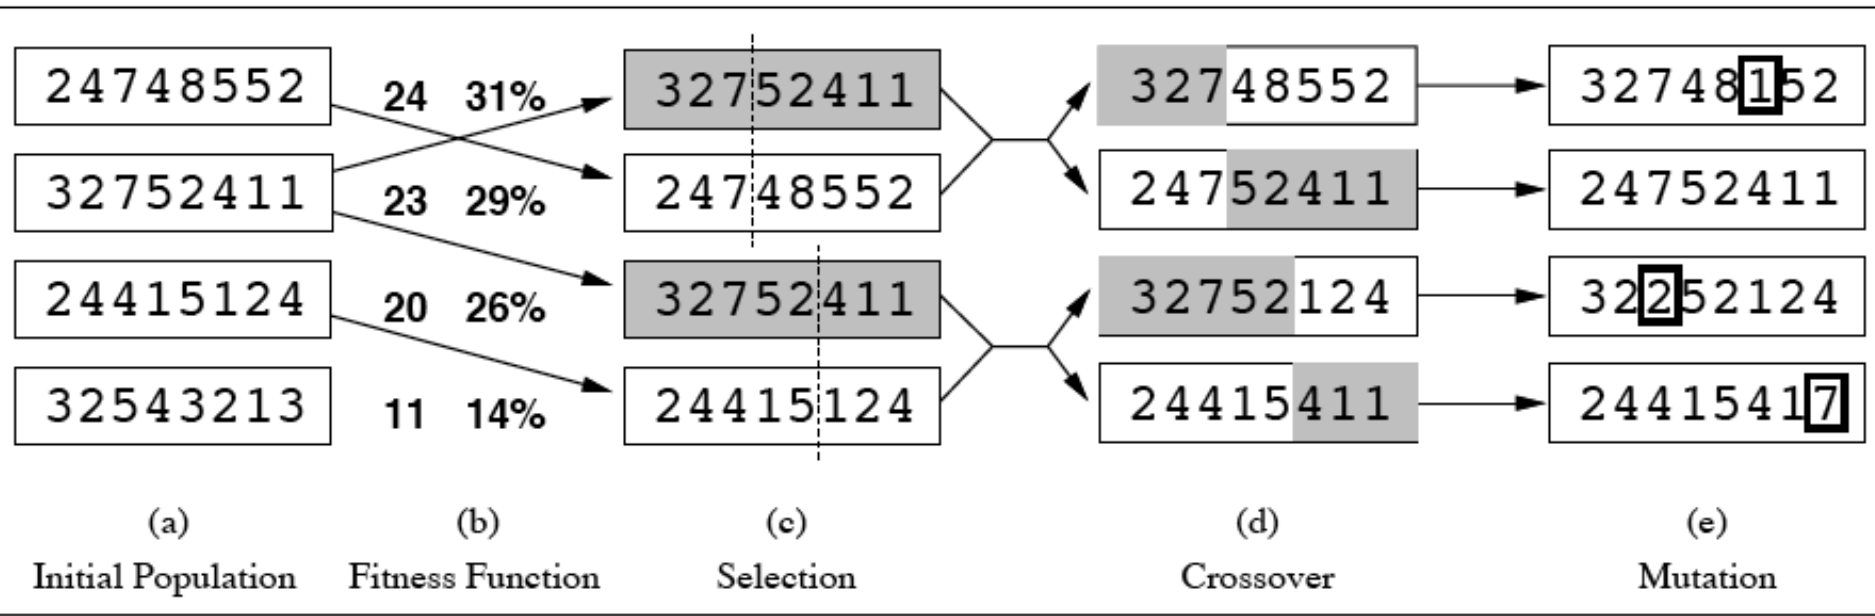 24748552 24 31% 32752411 32748552 32748152
32752411 23 29% 24748552 24752411 24752411
24415124 20 26% 32752411 32752124 32252124
32543213 11 14% 24415124 24415411 24415417
(a) (b) (c) (d) (e)
Initial Population Fitness Function Selection Crossover Mutation